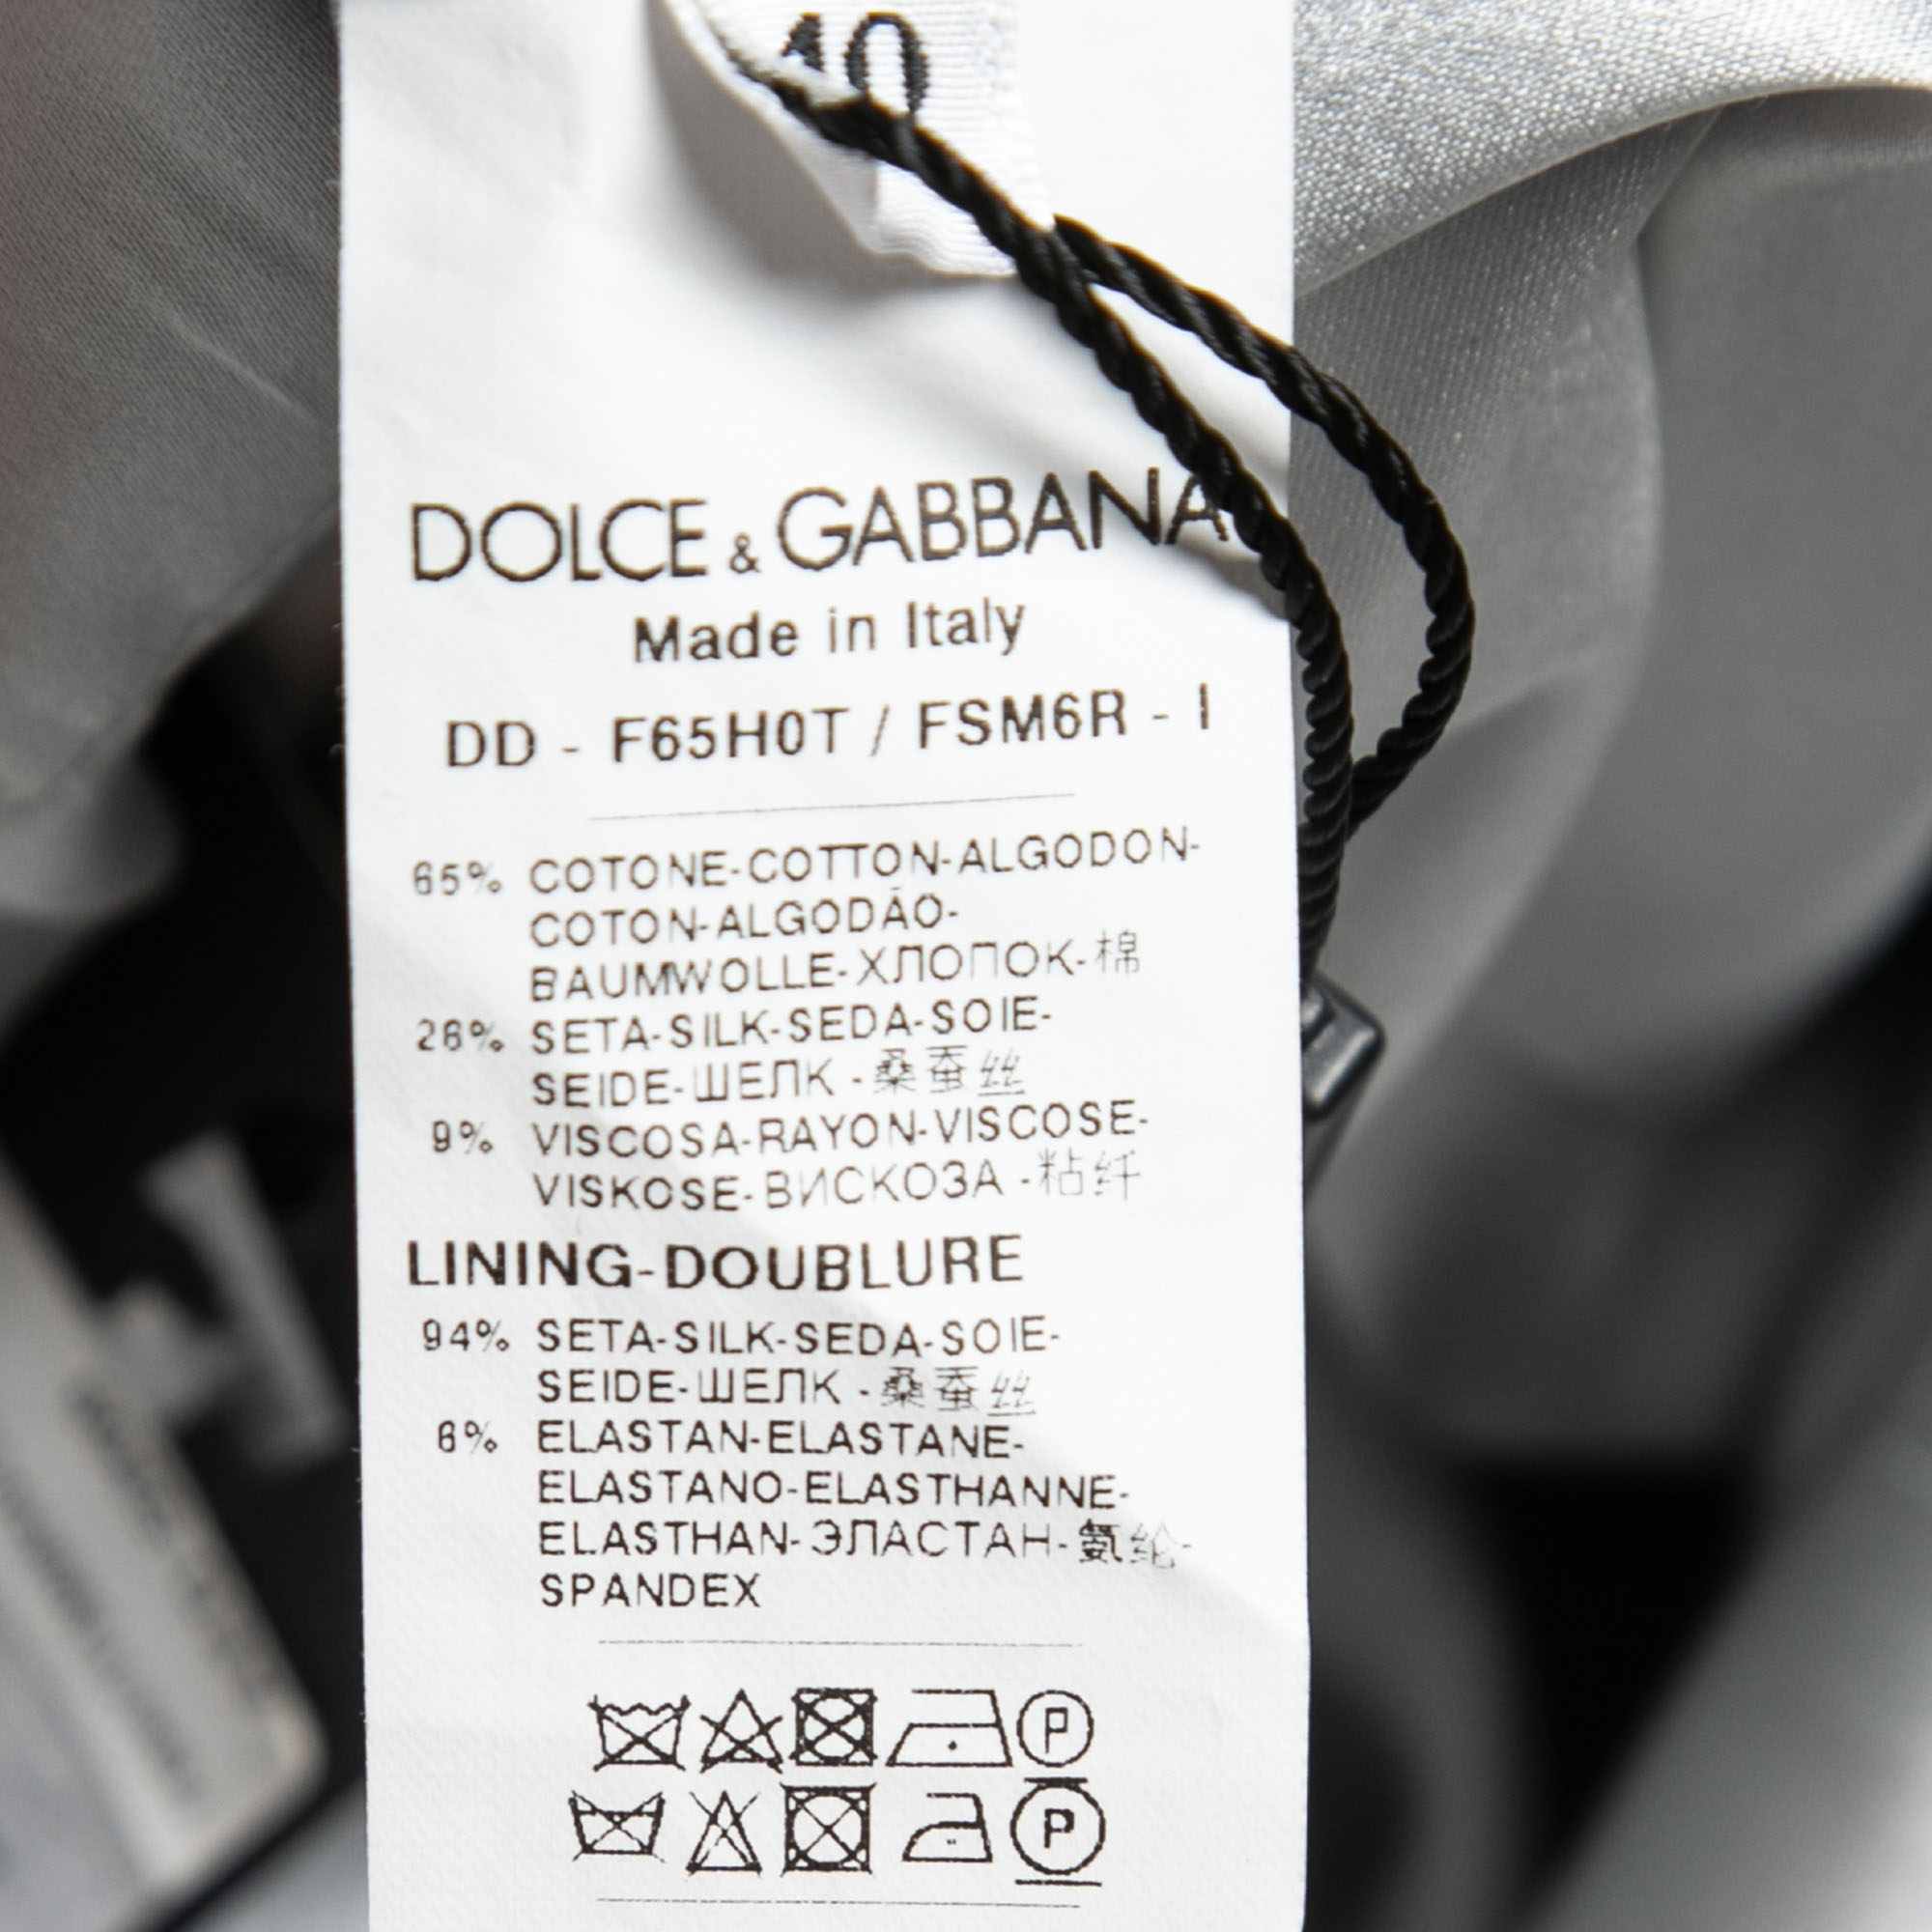 40
DOLCE & GABBANA
Made in Italy
DD - F65H0T / FSM6R - I
65% COTONE-COTTON-ALGODON-
COTON-ALGODÃO-
BAUMWOLLE-ХЛОПОК-棉
26% SETA-SILK-SEDA-SOIE-
SEIDE-ШЕЛК-桑蚕丝
9% VISCOSA-RAYON-VISCOSE-
VISKOSE-ВИСКОЗА-粘纤
LINING-DOUBLURE
94% SETA-SILK-SEDA-SOIE-
SEIDE-ШЕЛК-桑蚕丝
6% ELASTAN-ELASTANE-
ELASTANO-ELASTHANNE-
ELASTHAN-ЭЛАСТАН-氨纶-
SPANDEX
P
P